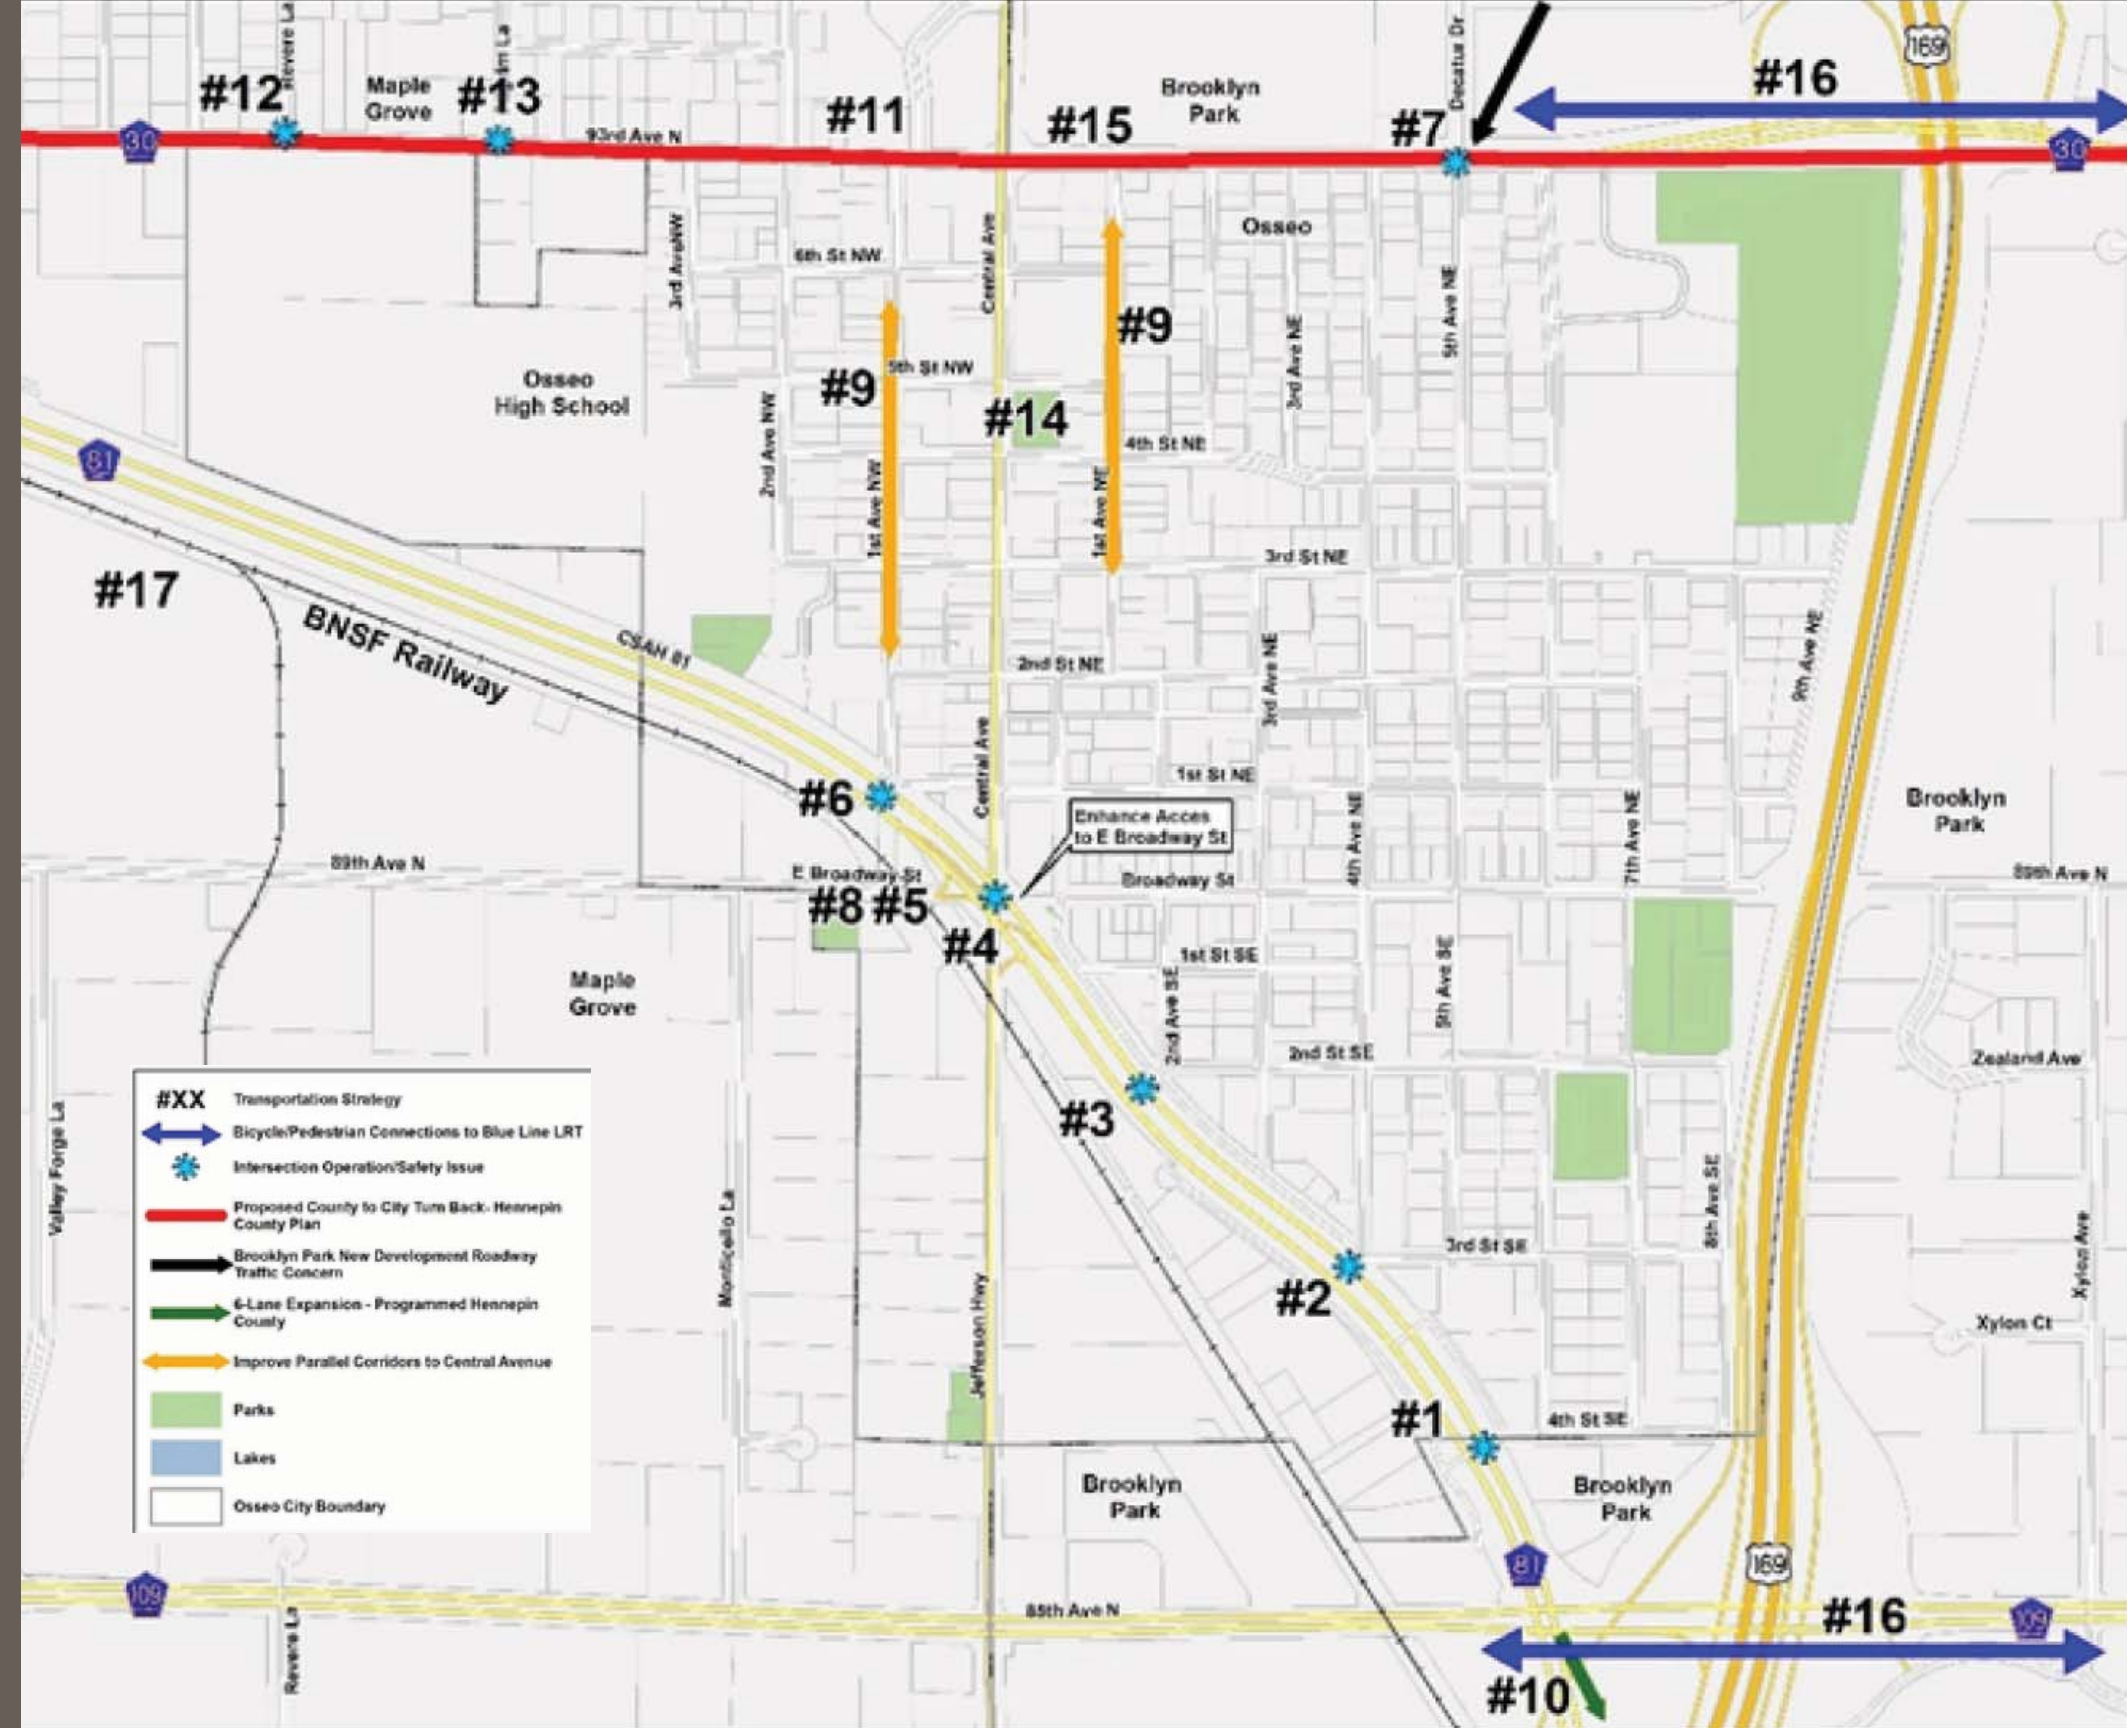 Revere La
#12
Maple
Grove
#13
93rd Ave N
#11
#15
Brooklyn
Park
#7
Decatur Dr
#16
169
30
30
Osseo
3rd AveNW
6th St NW
Central Ave
5th Ave NE
#9
3rd Ave NE
5th St NW
#9
Osseo
High School
#14
2nd Ave NW
4th St NE
81
1st Ave NW
1st Ave NE
3rd St NE
#17
BNSF Railway
CSAH 81
2nd St NE
3rd Ave NE
9th Ave NE
Central Ave
1st St NE
#6
Enhance Acces
to E Broadway St
4th Ave NE
7th Ave NE
Brooklyn
Park
89th Ave N
E Broadway St
Broadway St
89th Ave N
#8 #5
#4
1st St SE
Maple
Grove
2nd Ave SE
5th Ave SE
2nd St SE
Zealand Ave
#3
Valley Forge La
#XX Transportation Strategy
Bicycle/Pedestrian Connections to Blue Line LRT
Intersection Operation/Safety Issue
Proposed County to City Turn Back- Hennepin
County Plan
Brooklyn Park New Development Roadway
Traffic Concern
6-Lane Expansion - Programmed Hennepin
County
Improve Parallel Corridors to Central Avenue
Parks
Lakes
Osseo City Boundary
Monticello La
Jefferson Hwy
8th Ave SE
3rd St SE
Xylon Ave
#2
Xylon Ct
#1
4th St SE
Brooklyn
Park
Brooklyn
Park
81
169
109
Revere La
85th Ave N
#16
109
#10